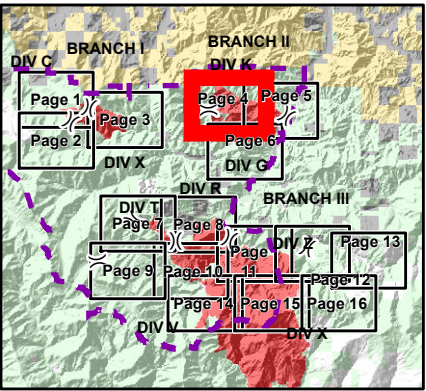 BRANCH I
BRANCH II
DIV C
DIV K
Page 1
Page 4
Page 5
Page 3
Page 2
Page 6
DIV X
DIV G
DIV R
BRANCH III
DIV T
Page 7
Page 8
DIV Z
Page 13
Page 9
Page 10
Page 11
Page 12
Page 14
Page 15
Page 16
DIV V
DIV X